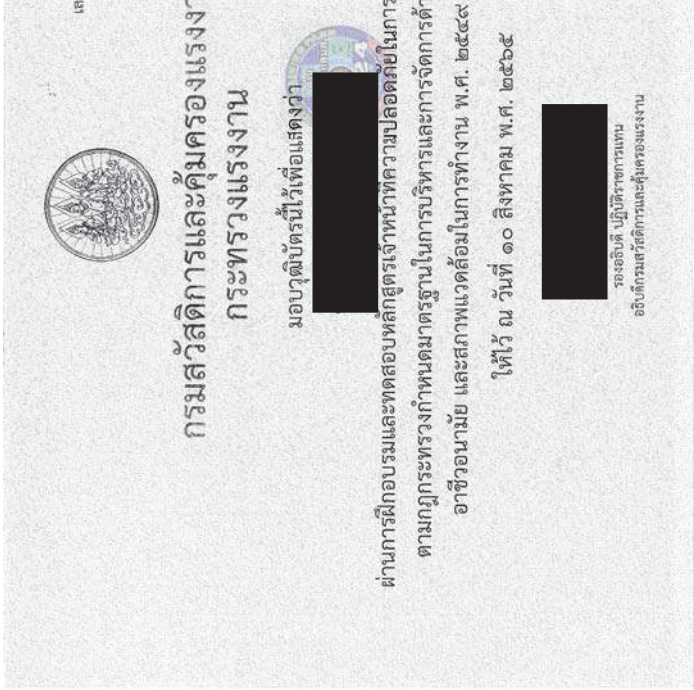 เล
กรมสวัสดิการและคุ้มครองแรงงา
กระทรวงแรงงาน
มอบวุฒิบัตรนี้ไว้เพื่อแสดงว่า
ผ่านการฝึกอบรมและทดสอบหลักสูตรเจ้าหน้าที่ความปลอดภัยในการ
ตามกฎกระทรวงกำหนดมาตรฐานในการบริหารและการจัดการด้า
อาชีวอนามัย และสภาพแวดล้อมในการทำงาน พ.ศ. ๒๕๔๙
ให้ไว้ ณ วันที่ ๑๐ สิงหาคม พ.ศ. ๒๕๖๕
รองอธิบดี ปฏิบัติราชการแทน
อธิบดีกรมสวัสดิการและคุ้มครองแรงงาน